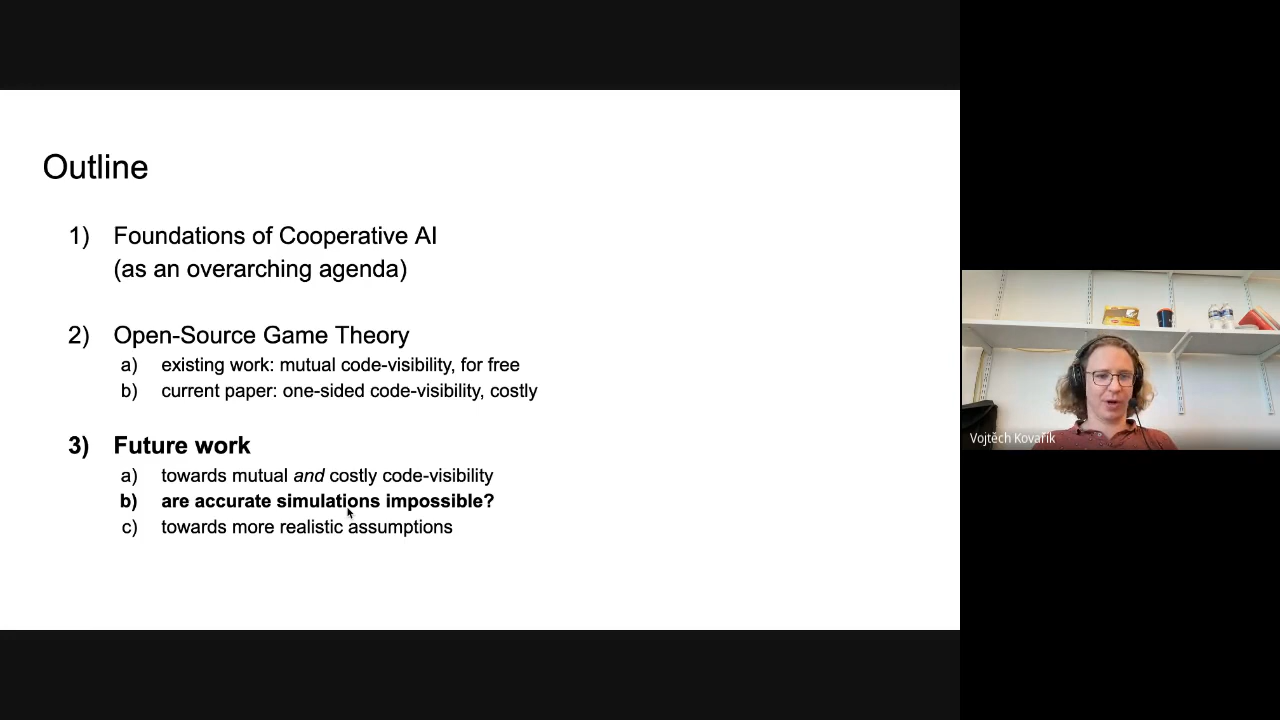 Outline
1) Foundations of Cooperative AI
(as an overarching agenda)
2) Open-Source Game Theory
a) existing work: mutual code-visibility, for free
b) current paper: one-sided code-visibility, costly
3) Future work
a) towards mutual and costly code-visibility
b) are accurate simulations impossible?
c) towards more realistic assumptions
Vojtěch Kovařík